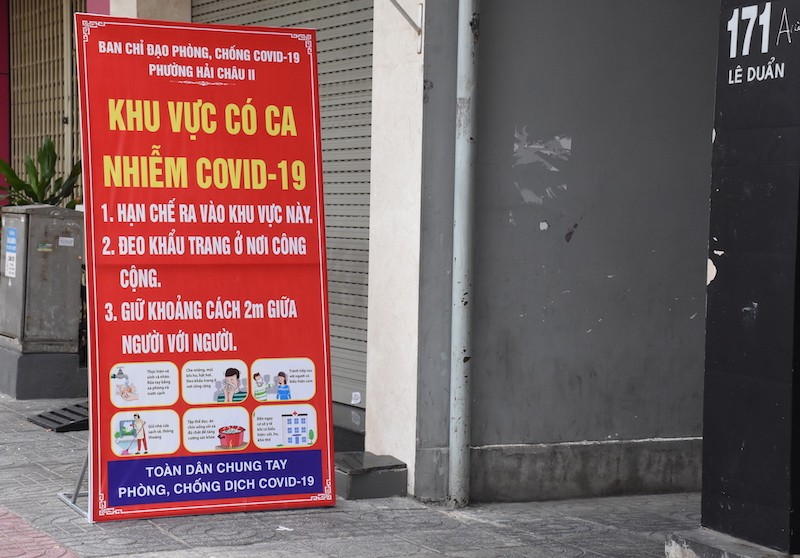 BAN CHỈ ĐẠO PHÒNG, CHỐNG COVID-19
PHƯỜNG HẢI CHÂU II
KHU VỰC CÓ CA
NHIỄM COVID-19
1. HẠN CHẾ RA VÀO KHU VỰC NÀY.
2. ĐEO KHẨU TRANG Ở NƠI CÔNG
CỘNG.
3. GIỮ KHOẢNG CÁCH 2m GIỮA
NGƯỜI VỚI NGƯỜI.
TOÀN DÂN CHUNG TAY
PHÒNG, CHỐNG DỊCH COVID-19
171
LÊ DUẨN